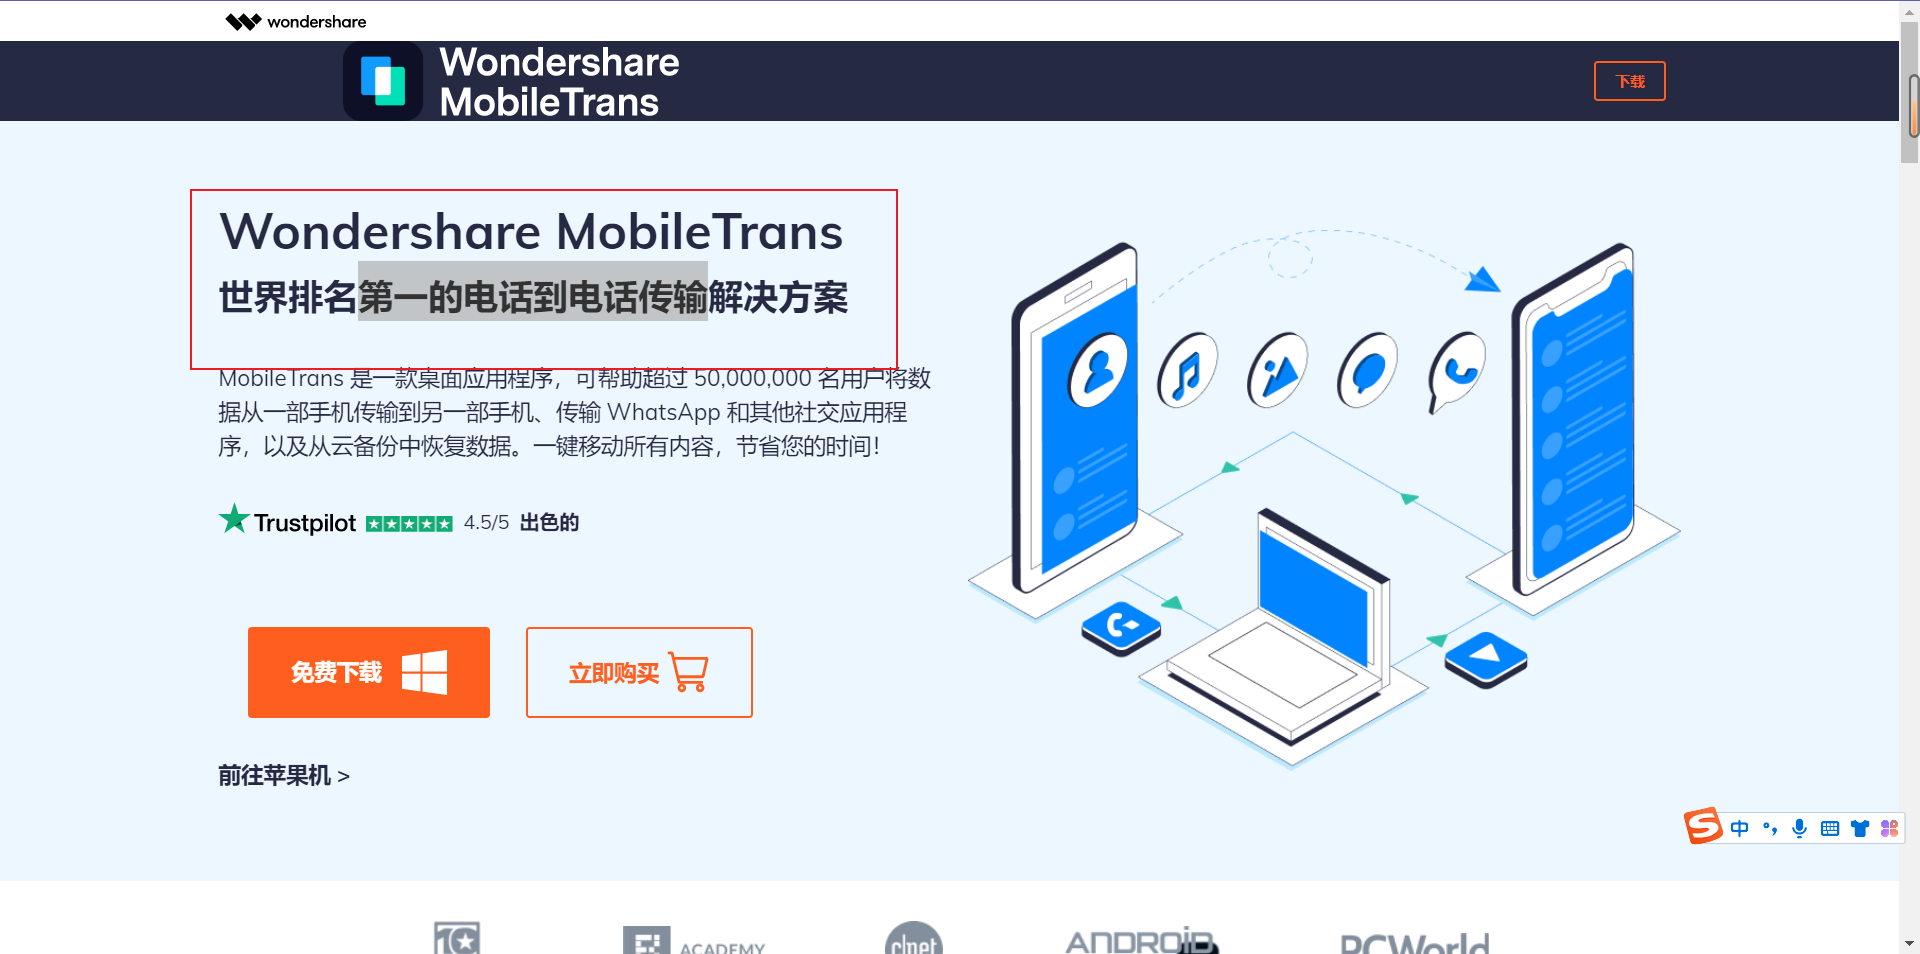 wondershare
Wondershare
MobileTrans
下载
Wondershare MobileTrans
世界排名第一的电话到电话传输解决方案
MobileTrans 是一款桌面应用程序，可帮助超过 50,000,000 名用户将数
据从一部手机传输到另一部手机、传输 WhatsApp 和其他社交应用程
序，以及从云备份中恢复数据。一键移动所有内容，节省您的时间！
Trustpilot 4.5/5 出色的
免费下载
立即购买
前往苹果机 >
中
ACADEMY
clnet
ANDROID
PCWorld